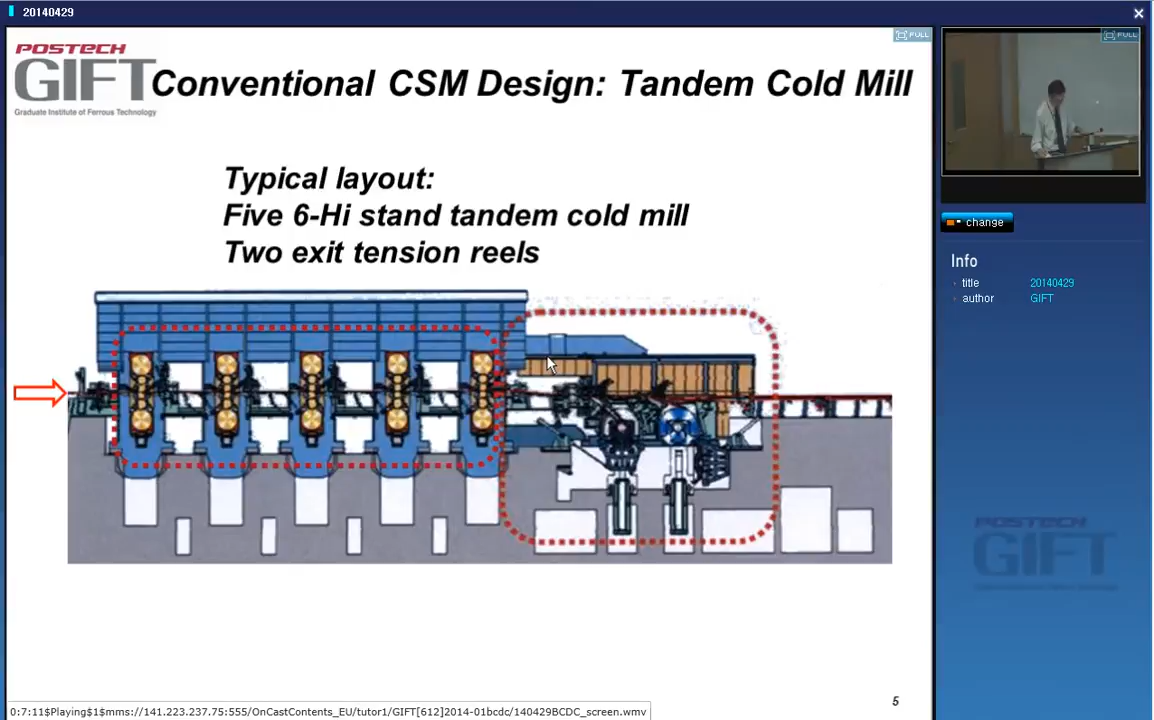 20140429
FULL
FULL
POSTECH
GIFT
Graduate Institute of Ferrous Technology
Conventional CSM Design: Tandem Cold Mill
Typical layout:
Five 6-Hi stand tandem cold mill
Two exit tension reels
change
Info
title 20140429
author GIFT
POSTECH
GIFT
5
0:7:11$Playing$1$mms://141.223.237.75:555/OnCastContents_EU/tutor1/GIFT[612]2014-01bcdc/140429BCDC_screen.wmv